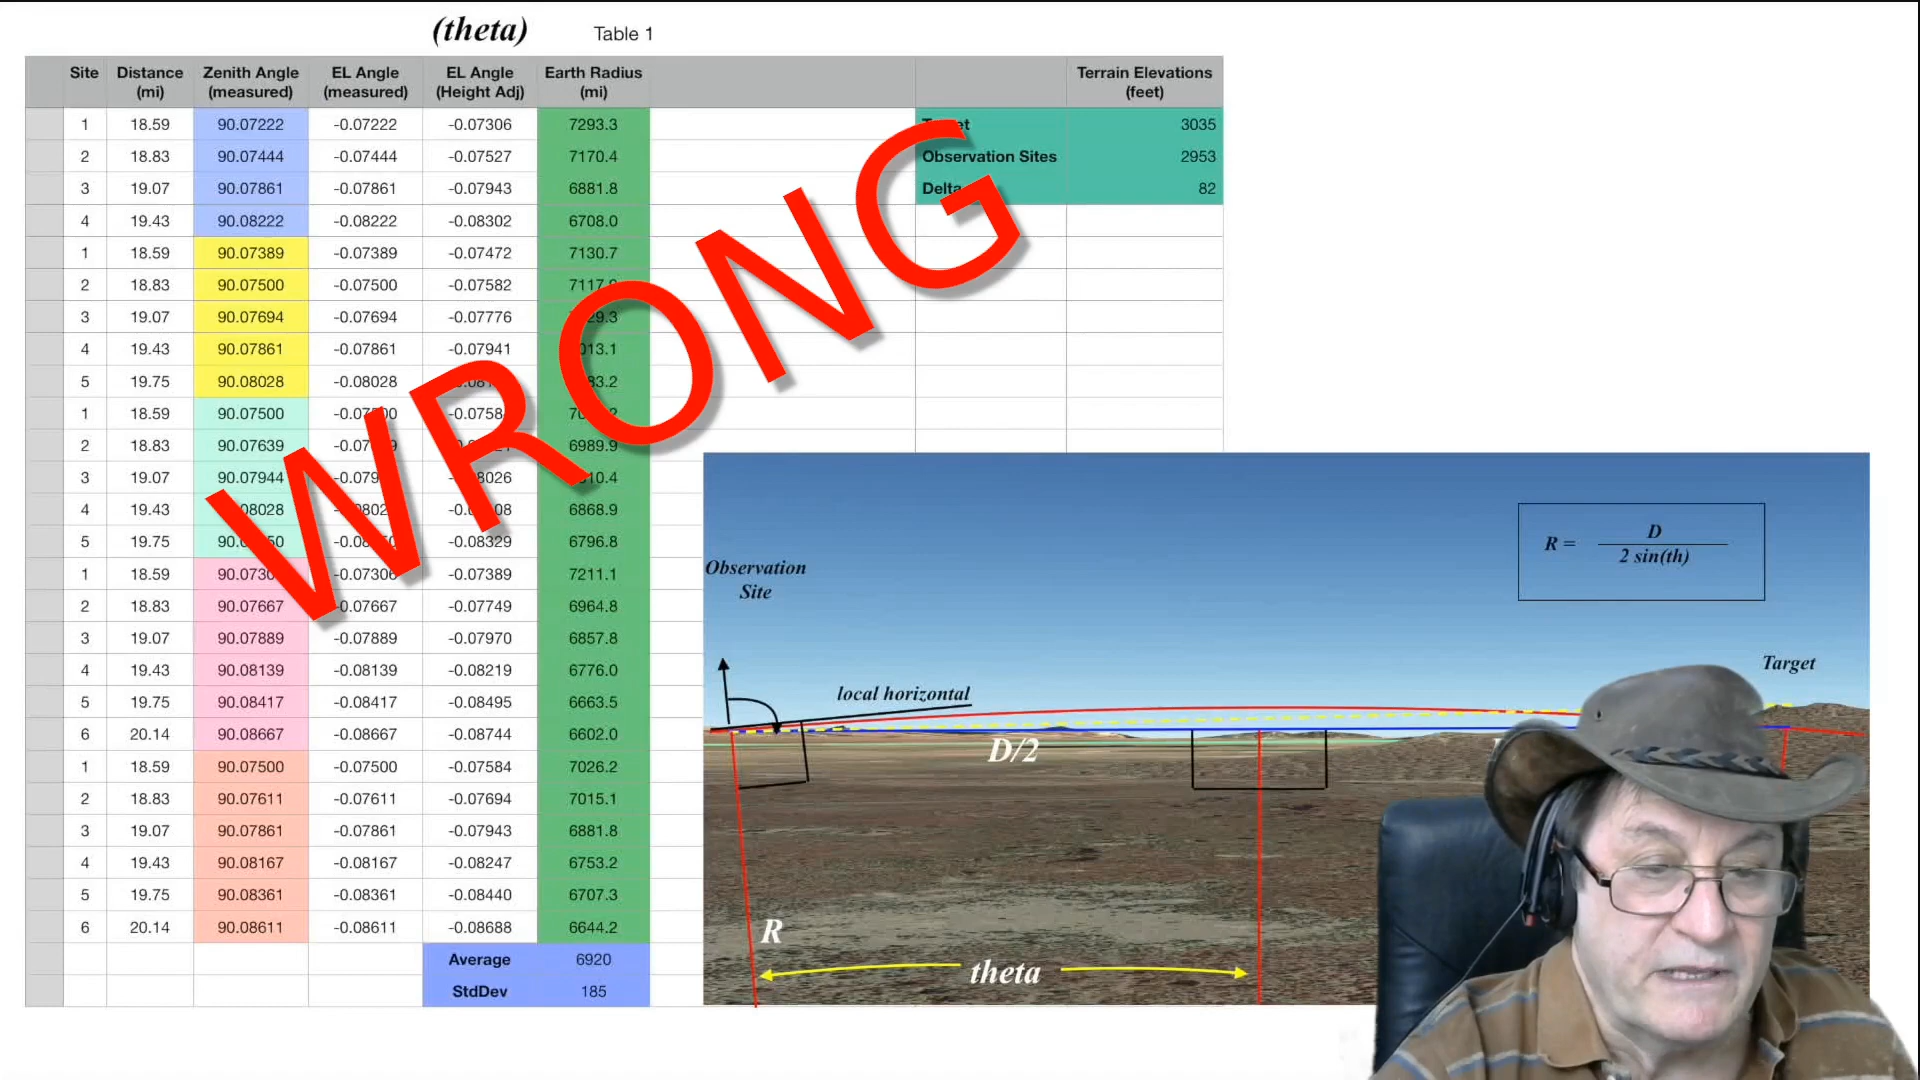 (theta) Table 1
Site Distance (mi) Zenith Angle (measured) EL Angle (measured) EL Angle (Height Adj) Earth Radius (mi) Terrain Elevations (feet)
1 18.59 90.07222 -0.07222 -0.07306 7293.3 3035
2 18.83 90.07444 -0.07444 -0.07527 7170.4 Observation Sites 2953
3 19.07 90.07861 -0.07861 -0.07943 6881.8 Delta 82
4 19.43 90.08222 -0.08222 -0.08302 6708.0
1 18.59 90.07389 -0.07389 -0.07472 7130.7
2 18.83 90.07500 -0.07500 -0.07582
3 19.07 90.07694 -0.07694 -0.07776
4 19.43 90.07861 -0.07861 -0.07941
5 19.75 90.08028 -0.08028
1 18.59 90.07500
2 18.83 90.07639 6989.9
3 19.07 90.07944
4 19.43 6868.9
5 19.75 -0.08329 6796.8
1 18.59 -0.07306 -0.07389 7211.1
2 18.83 90.07667 -0.07667 -0.07749 6964.8
3 19.07 90.07889 -0.07889 -0.07970 6857.8
4 19.43 90.08139 -0.08139 -0.08219 6776.0
5 19.75 90.08417 -0.08417 -0.08495 6663.5
6 20.14 90.08667 -0.08667 -0.08744 6602.0
1 18.59 90.07500 -0.07500 -0.07584 7026.2
2 18.83 90.07611 -0.07611 -0.07694 7015.1
3 19.07 90.07861 -0.07861 -0.07943 6881.8
4 19.43 90.08167 -0.08167 -0.08247 6753.2
5 19.75 90.08361 -0.08361 -0.08440 6707.3
6 20.14 90.08611 -0.08611 -0.08688 6644.2
Average 6920
StdDev 185
WRONG
R = D
2 sin(th)
Observation
Site
Target
local horizontal
D/2
R
theta